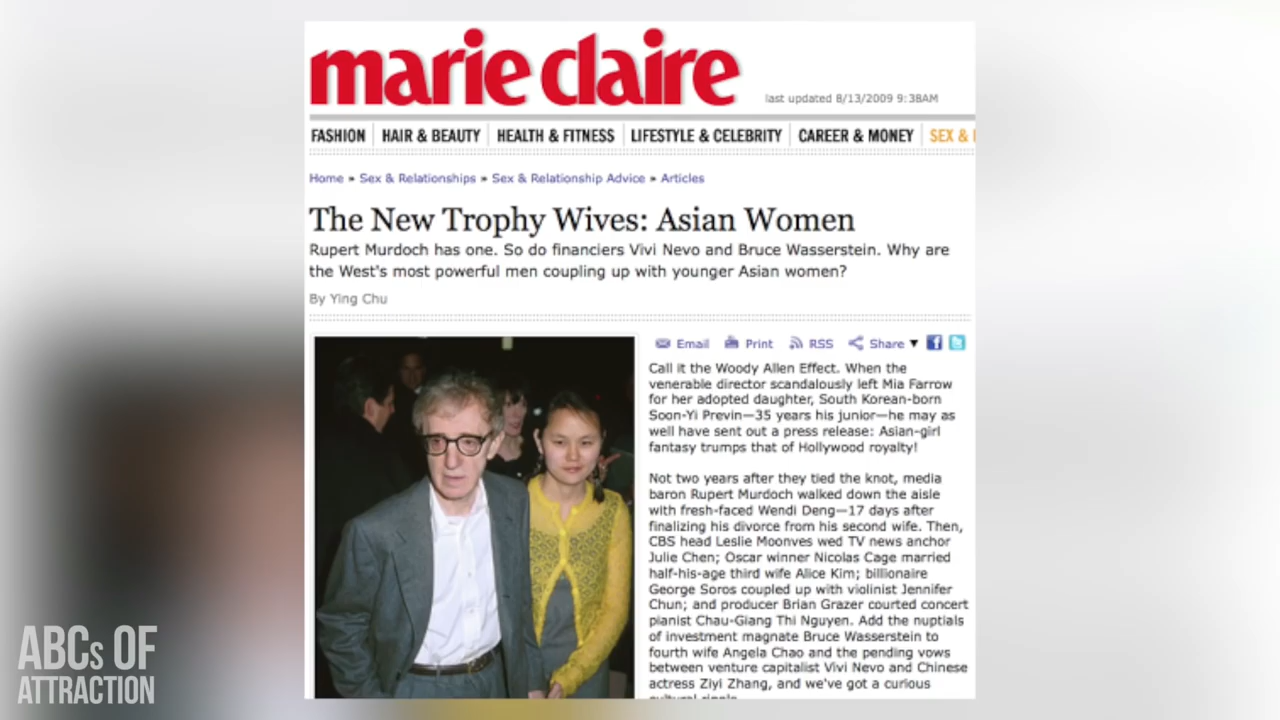 marie claire
last updated 8/13/2009 9:38AM
FASHION HAIR & BEAUTY HEALTH & FITNESS LIFESTYLE & CELEBRITY CAREER & MONEY SEX &
Home » Sex & Relationships » Sex & Relationship Advice » Articles
The New Trophy Wives: Asian Women
Rupert Murdoch has one. So do financiers Vivi Nevo and Bruce Wasserstein. Why are
the West's most powerful men coupling up with younger Asian women?
By Ying Chu
Email Print RSS Share
Call it the Woody Allen Effect. When the
venerable director scandalously left Mia Farrow
for her adopted daughter, South Korean-born
Soon-Yi Previn—35 years his junior—he may as
well have sent out a press release: Asian-girl
fantasy trumps that of Hollywood royalty!
Not two years after they tied the knot, media
baron Rupert Murdoch walked down the aisle
with fresh-faced Wendi Deng—17 days after
finalizing his divorce from his second wife. Then,
CBS head Leslie Moonves wed TV news anchor
Julie Chen; Oscar winner Nicolas Cage married
half-his-age third wife Alice Kim; billionaire
George Soros coupled up with violinist Jennifer
Chun; and producer Brian Grazer courted concert
pianist Chau-Giang Thi Nguyen. Add the nuptials
of investment magnate Bruce Wasserstein to
fourth wife Angela Chao and the pending vows
between venture capitalist Vivi Nevo and Chinese
actress Ziyi Zhang, and we've got a curious
ABCs OF
ATTRACTION